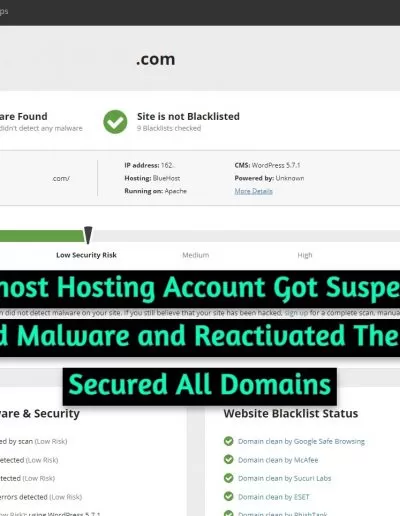 ps
.com
are Found
Site is not Blacklisted
didn't detect any malware
9 Blacklists checked
.com/
IP address: 162.
Hosting: BlueHost
Running on: Apache
CMS: WordPress 5.7.1
Powered by: Unknown
More Details
Low Security Risk
Medium
High
host Hosting Account Got Suspe
n did not detect malware on your site. If you still believe that your site has been hacked, sign up for a complete scan, manua
d Malware and Reactivated The
Secured All Domains
are & Security
ed by scan (Low Risk)
etected (Low Risk)
etected (Low Risk)
errors detected (Low Risk)
Low Risk): using WordPress 5.7.1
Website Blacklist Status
Domain clean by Google Safe Browsing
Domain clean by McAfee
Domain clean by Sucuri Labs
Domain clean by ESET
Domain clean by PhishTank